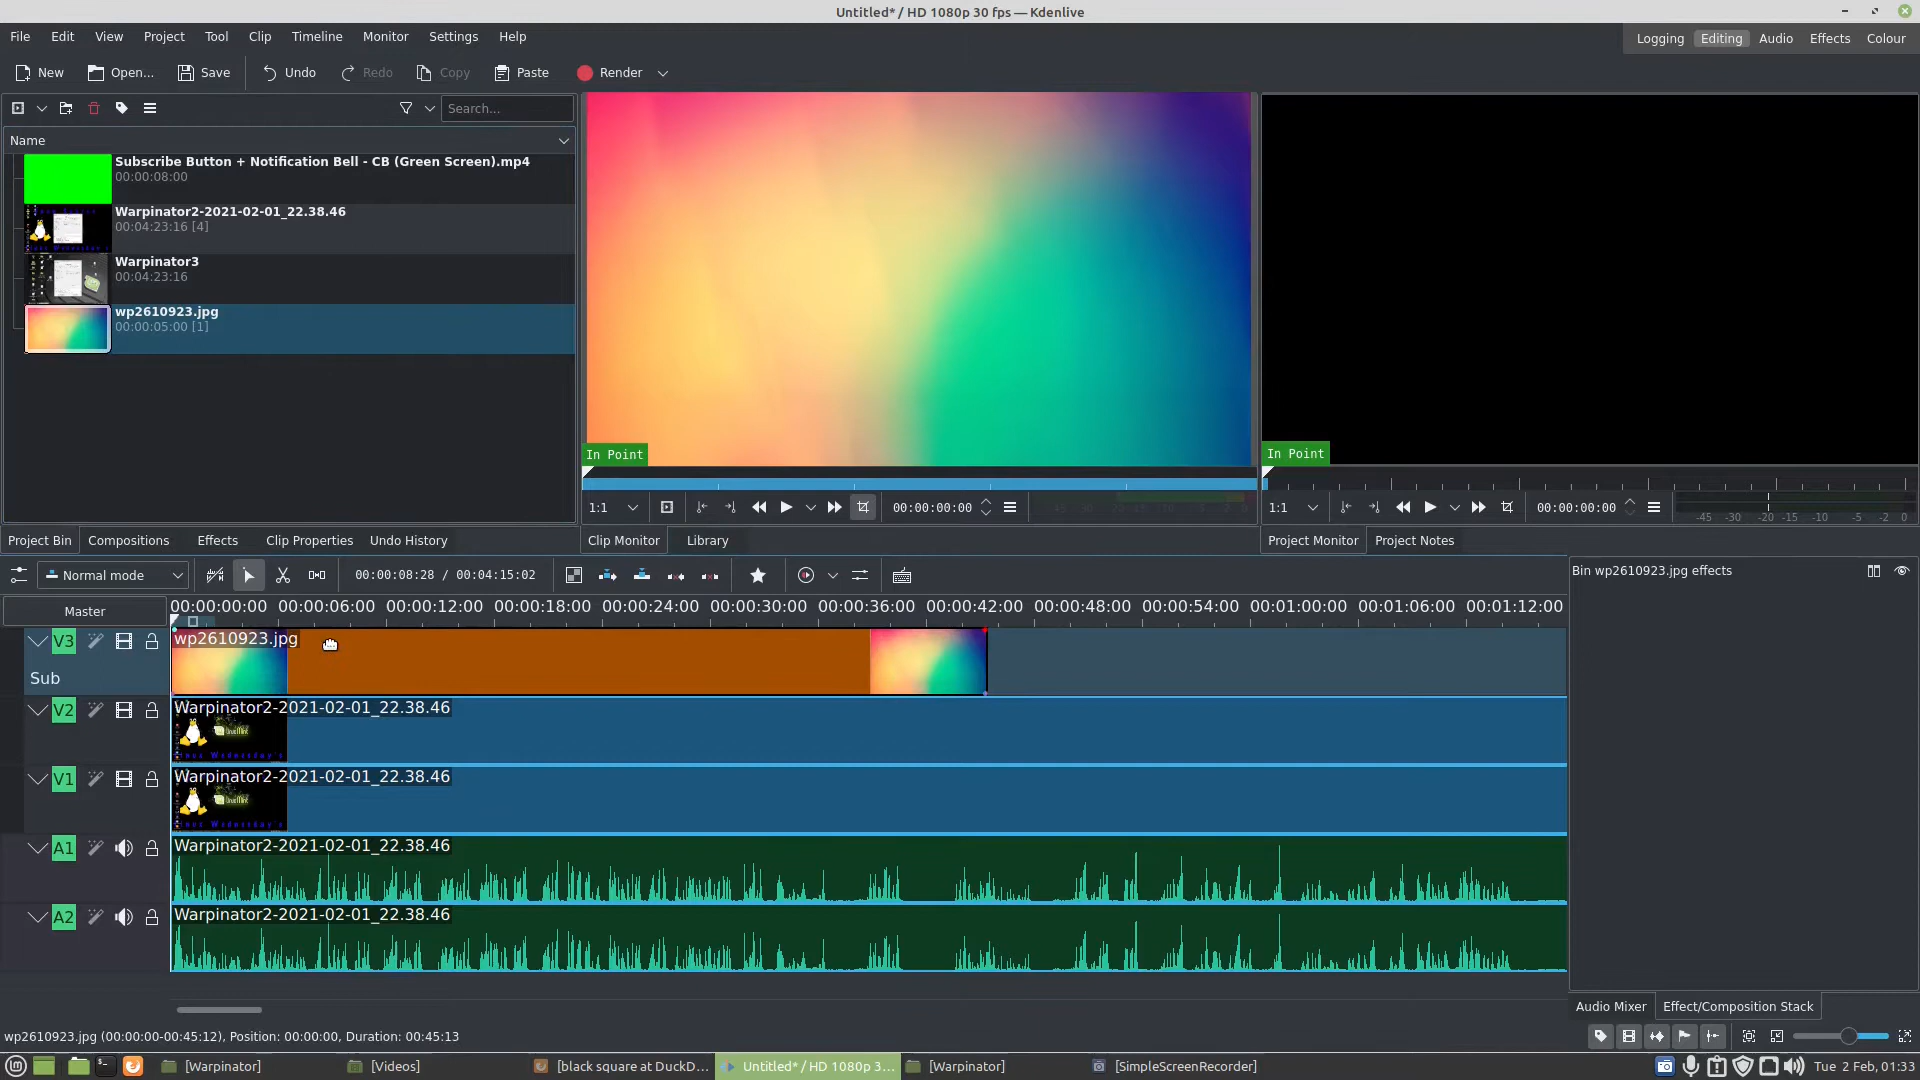 Untitled* / HD 1080p 30 fps — Kdenlive
File Edit View Project Tool Clip Timeline Monitor Settings Help
Logging Editing Audio Effects Colour
New Open... Save Undo Redo Copy Paste Render
Search...
Name
Subscribe Button + Notification Bell - CB (Green Screen).mp4
00:00:08:00
Warpinator2-2021-02-01_22.38.46
00:04:23:16 [4]
Warpinator3
00:04:23:16
wp2610923.jpg
00:00:05:00 [1]
In Point
In Point
1:1 00:00:00:00
1:1 00:00:00:00
-45 -30 -20 -15 -10 -5 -2 0
Project Bin Compositions Effects Clip Properties Undo History
Clip Monitor Library
Project Monitor Project Notes
Normal mode 00:00:08:28 / 00:04:15:02
Bin wp2610923.jpg effects
Master
00:00:00:00 00:00:06:00 00:00:12:00 00:00:18:00 00:00:24:00 00:00:30:00 00:00:36:00 00:00:42:00 00:00:48:00 00:00:54:00 00:01:00:00 00:01:06:00 00:01:12:00
V3 wp2610923.jpg
Sub
V2 Warpinator2-2021-02-01_22.38.46
V1 Warpinator2-2021-02-01_22.38.46
A1 Warpinator2-2021-02-01_22.38.46
A2 Warpinator2-2021-02-01_22.38.46
Audio Mixer Effect/Composition Stack
wp2610923.jpg (00:00:00-00:45:12), Position: 00:00:00, Duration: 00:45:13
[Warpinator] [Videos] [black square at DuckD... Untitled* / HD 1080p 3... [Warpinator] [SimpleScreenRecorder] Tue 2 Feb, 01:33